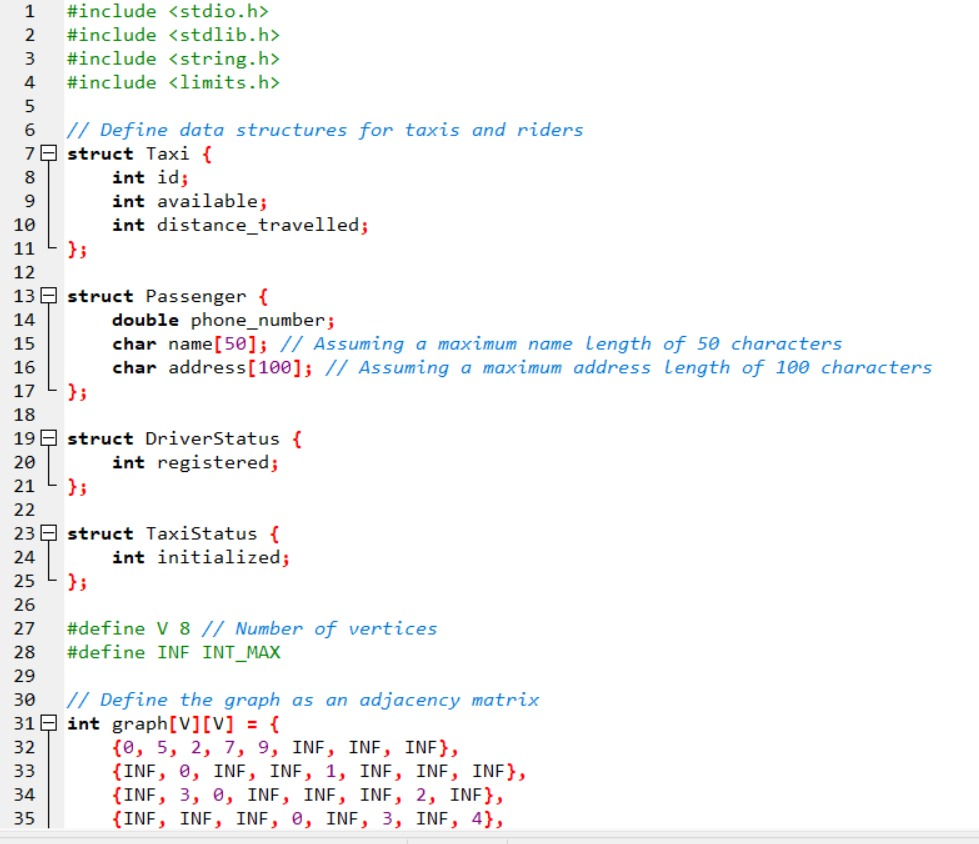 1 #include <stdio.h>
2 #include <stdlib.h>
3 #include <string.h>
4 #include <limits.h>
5
6 // Define data structures for taxis and riders
7 struct Taxi {
8 int id;
9 int available;
10 int distance_travelled;
11 };
12
13 struct Passenger {
14 double phone_number;
15 char name[50]; // Assuming a maximum name length of 50 characters
16 char address[100]; // Assuming a maximum address length of 100 characters
17 };
18
19 struct DriverStatus {
20 int registered;
21 };
22
23 struct TaxiStatus {
24 int initialized;
25 };
26
27 #define V 8 // Number of vertices
28 #define INF INT_MAX
29
30 // Define the graph as an adjacency matrix
31 int graph[V][V] = {
32 {0, 5, 2, 7, 9, INF, INF, INF},
33 {INF, 0, INF, INF, 1, INF, INF, INF},
34 {INF, 3, 0, INF, INF, INF, 2, INF},
35 {INF, INF, INF, 0, INF, 3, INF, 4},